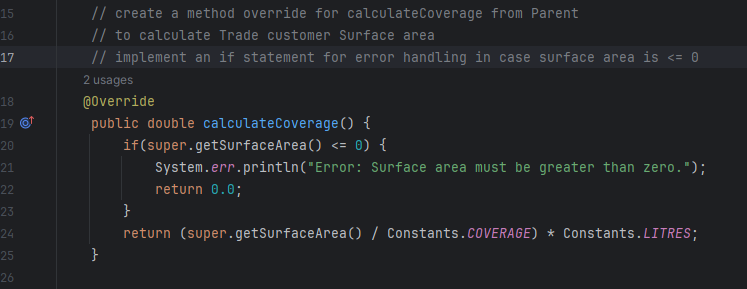 15 // create a method override for calculateCoverage from Parent
16 // to calculate Trade customer Surface area
17 // implement an if statement for error handling in case surface area is <= 0
2 usages
18 @Override
19 public double calculateCoverage() {
20 if(super.getSurfaceArea() <= 0) {
21 System.err.println("Error: Surface area must be greater than zero.");
22 return 0.0;
23 }
24 return (super.getSurfaceArea() / Constants.COVERAGE) * Constants.LITRES;
25 }
26